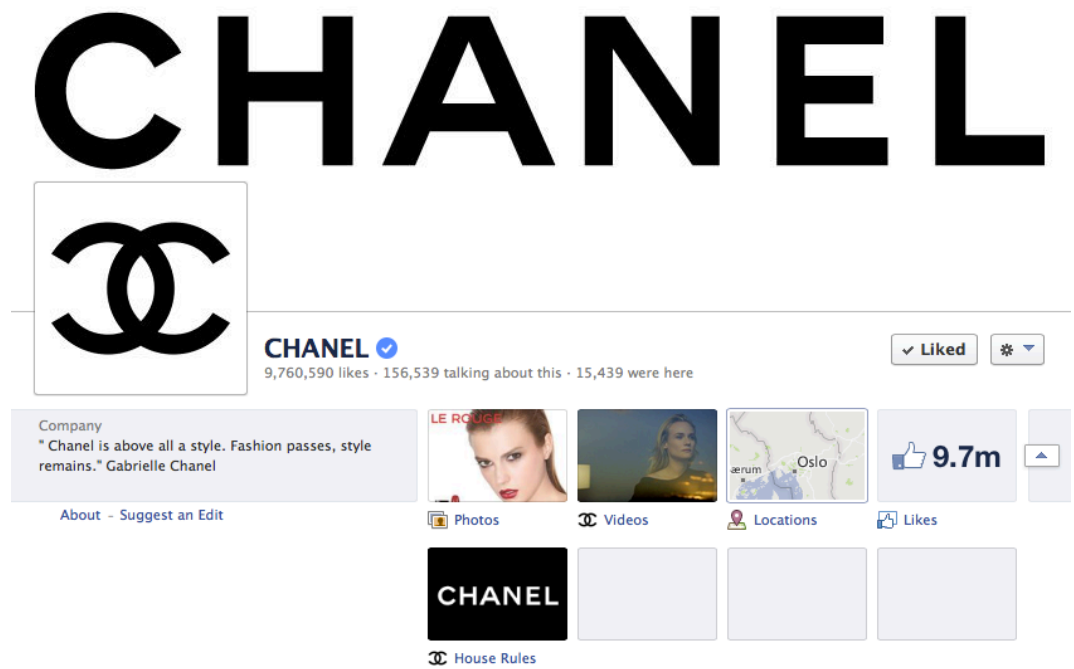 CHANEL
CHANEL
9,760,590 likes · 156,539 talking about this · 15,439 were here
Liked
Company
" Chanel is above all a style. Fashion passes, style
remains." Gabrielle Chanel
About - Suggest an Edit
LE ROUGE
Photos
Videos
ærum
Oslo
Locations
9.7m
Likes
CHANEL
House Rules